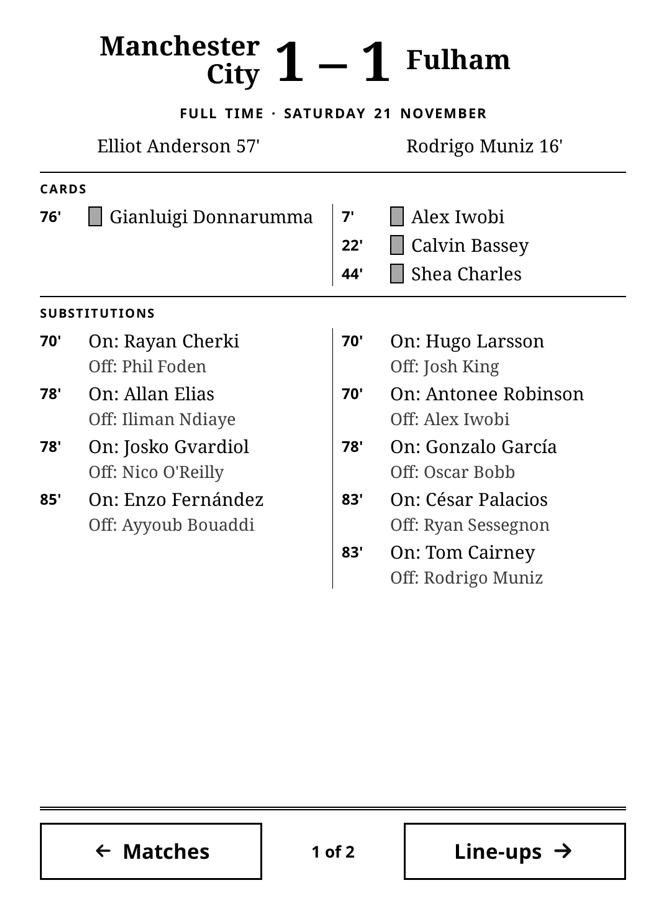 Manchester
City
1 – 1
Fulham
FULL TIME · SATURDAY 21 NOVEMBER
Elliot Anderson 57'
Rodrigo Muniz 16'
CARDS
76' Gianluigi Donnarumma
7' Alex Iwobi
22' Calvin Bassey
44' Shea Charles
SUBSTITUTIONS
70' On: Rayan Cherki
Off: Phil Foden
78' On: Allan Elias
Off: Iliman Ndiaye
78' On: Josko Gvardiol
Off: Nico O'Reilly
85' On: Enzo Fernández
Off: Ayyoub Bouaddi
70' On: Hugo Larsson
Off: Josh King
70' On: Antonee Robinson
Off: Alex Iwobi
78' On: Gonzalo García
Off: Oscar Bobb
83' On: César Palacios
Off: Ryan Sessegnon
83' On: Tom Cairney
Off: Rodrigo Muniz
← Matches
1 of 2
Line-ups →